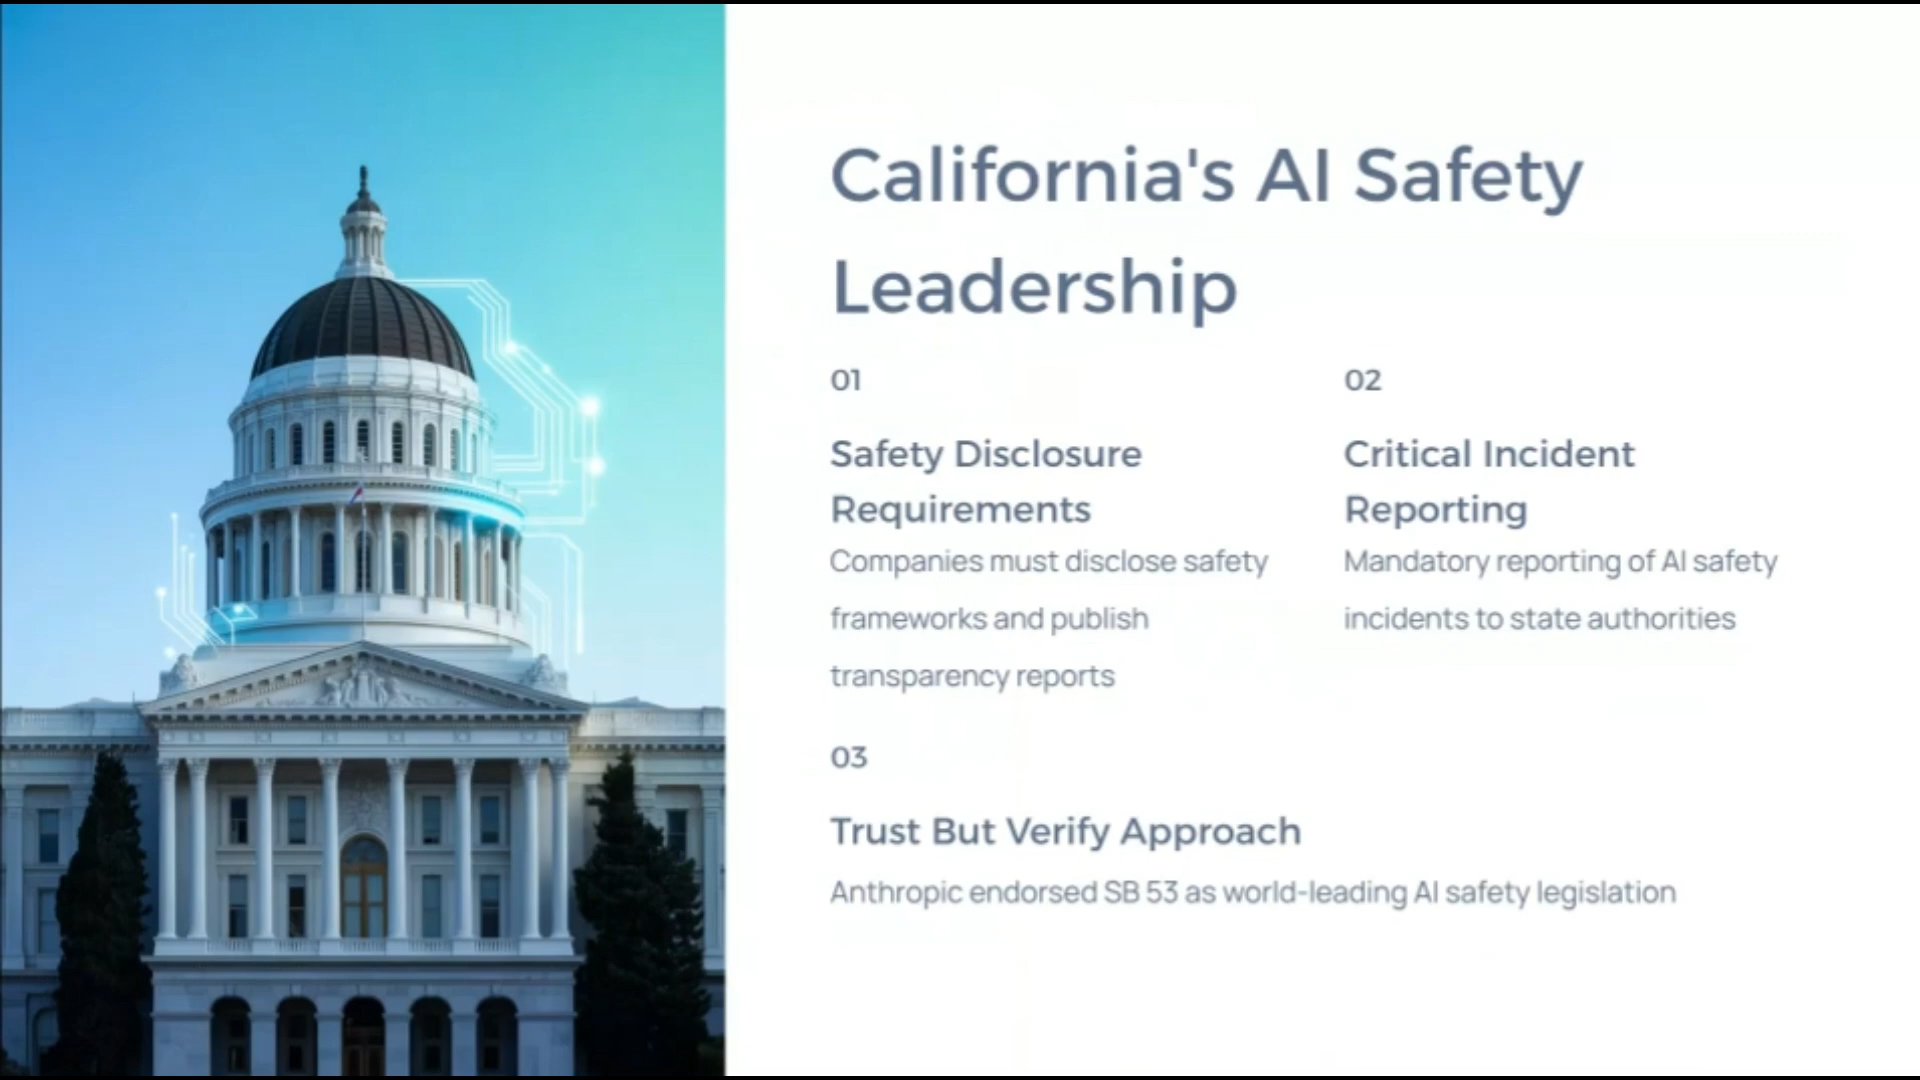 California's AI Safety
Leadership
01
Safety Disclosure
Requirements
Companies must disclose safety
frameworks and publish
transparency reports
02
Critical Incident
Reporting
Mandatory reporting of AI safety
incidents to state authorities
03
Trust But Verify Approach
Anthropic endorsed SB 53 as world-leading AI safety legislation